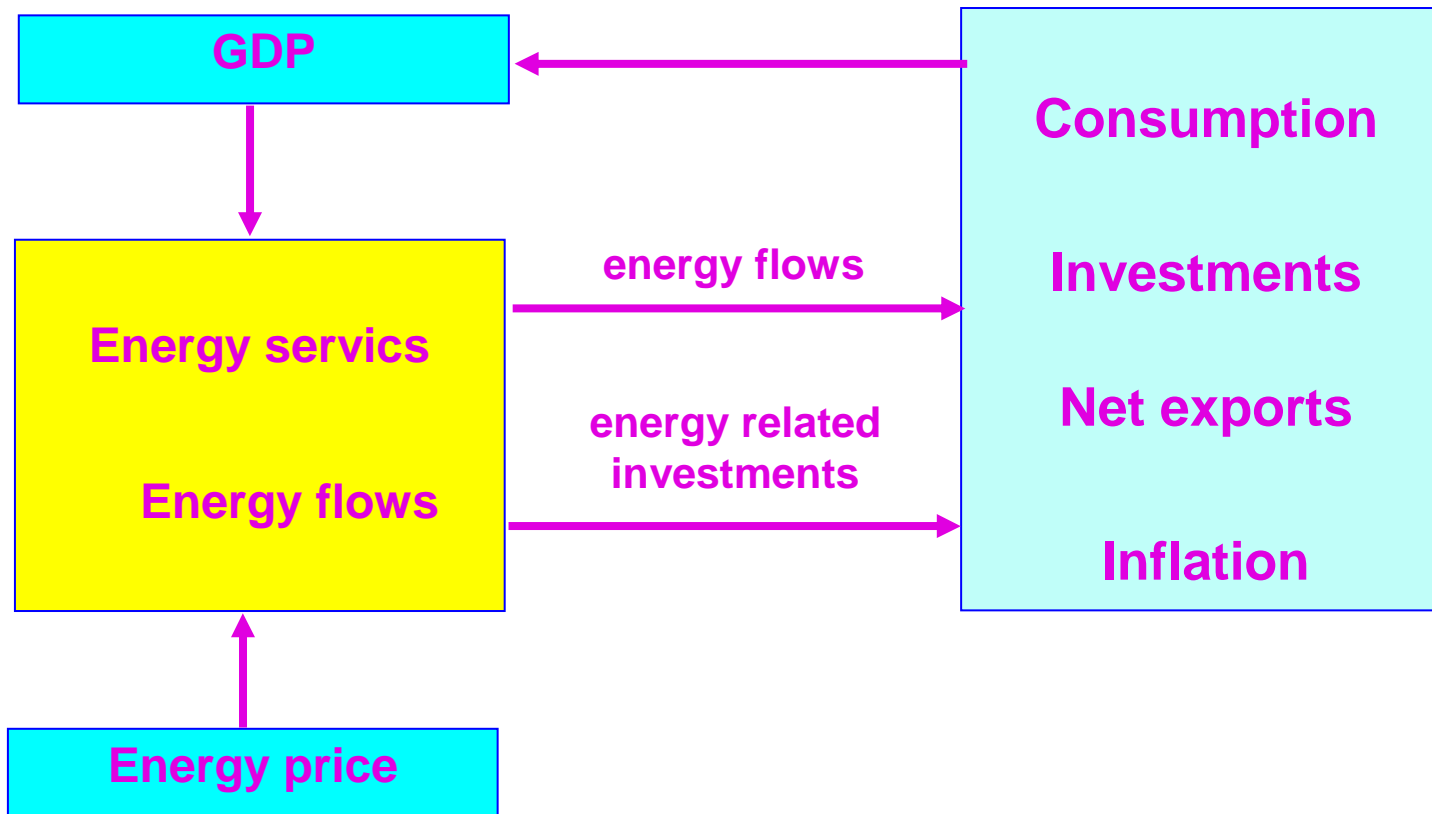 GDP
Consumption
energy flows
Investments
Energy servics
Net exports
energy related
investments
Energy flows
Inflation
Energy price